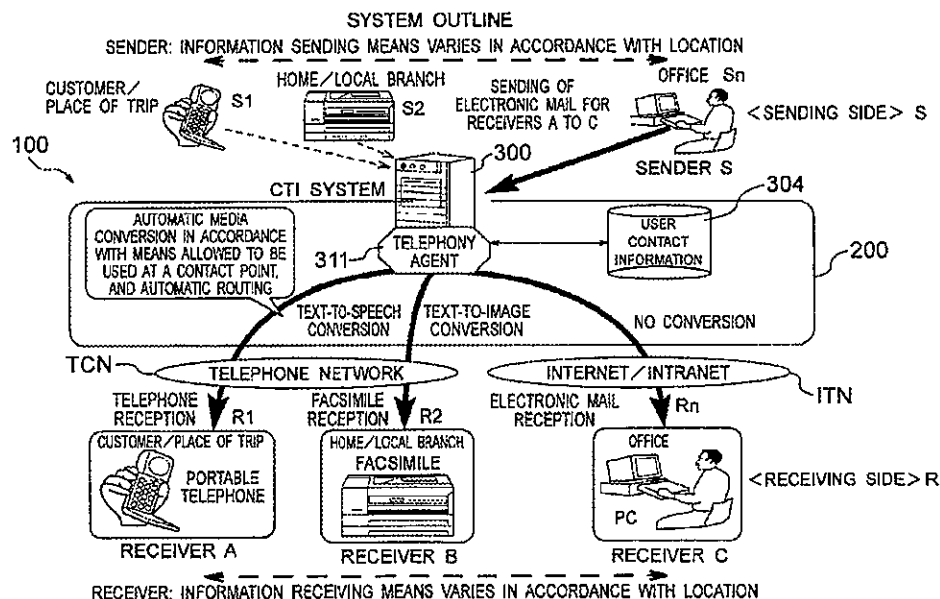 SYSTEM OUTLINE
SENDER: INFORMATION SENDING MEANS VARIES IN ACCORDANCE WITH LOCATION
CUSTOMER/
PLACE OF TRIP
S1
HOME/LOCAL BRANCH
S2
SENDING OF
ELECTRONIC MAIL FOR
RECEIVERS A TO C
OFFICE Sn
<SENDING SIDE> S
SENDER S
100
300
CTI SYSTEM
304
AUTOMATIC MEDIA
CONVERSION IN ACCORDANCE
WITH MEANS ALLOWED TO BE
USED AT A CONTACT POINT,
AND AUTOMATIC ROUTING
311
TELEPHONY
AGENT
USER
CONTACT
INFORMATION
200
TEXT-TO-SPEECH
CONVERSION
TEXT-TO-IMAGE
CONVERSION
NO CONVERSION
TCN
TELEPHONE NETWORK
INTERNET/INTRANET
ITN
TELEPHONE
RECEPTION
R1
FACSIMILE
RECEPTION
R2
ELECTRONIC MAIL
RECEPTION
Rn
CUSTOMER/PLACE OF TRIP
PORTABLE
TELEPHONE
RECEIVER A
HOME/LOCAL BRANCH
FACSIMILE
RECEIVER B
OFFICE
PC
RECEIVER C
<RECEIVING SIDE> R
RECEIVER: INFORMATION RECEIVING MEANS VARIES IN ACCORDANCE WITH LOCATION